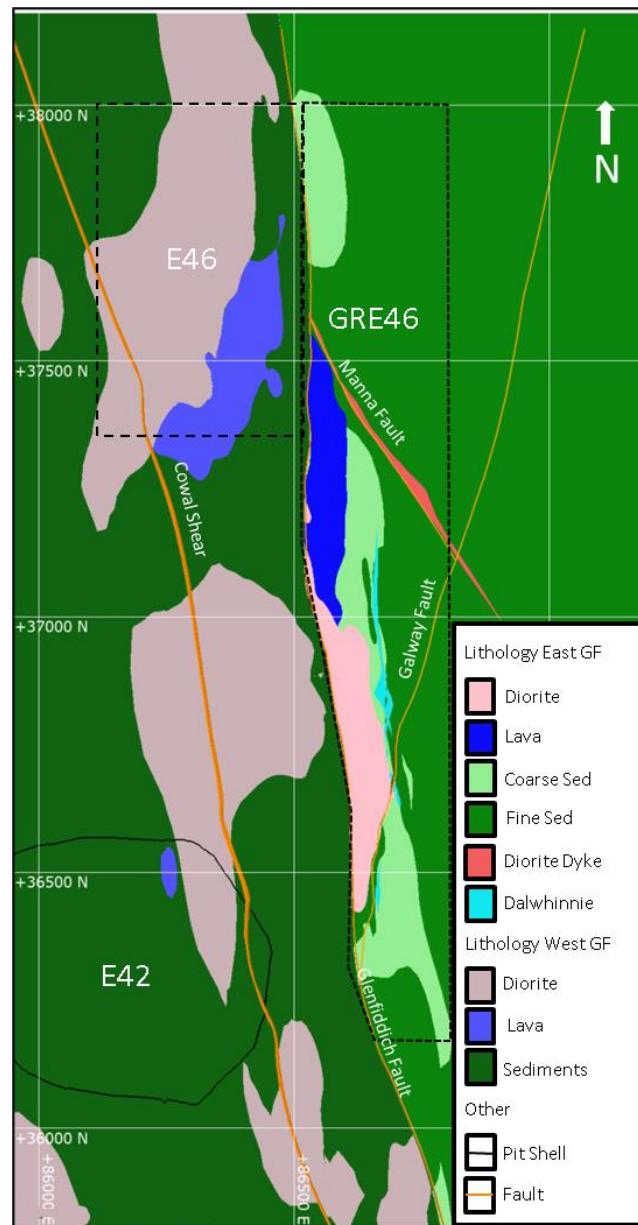 +38000 N
N
E46
GRE46
+37500 N
Manna Fault
Cowal Shear
+37000 N
Galway Fault
+36500 N
E42
Glenfiddich Fault
+36000 N
+86000 E
+86500 E
Lithology East GF
Diorite
Lava
Coarse Sed
Fine Sed
Diorite Dyke
Dalwhinnie
Lithology West GF
Diorite
Lava
Sediments
Other
Pit Shell
Fault